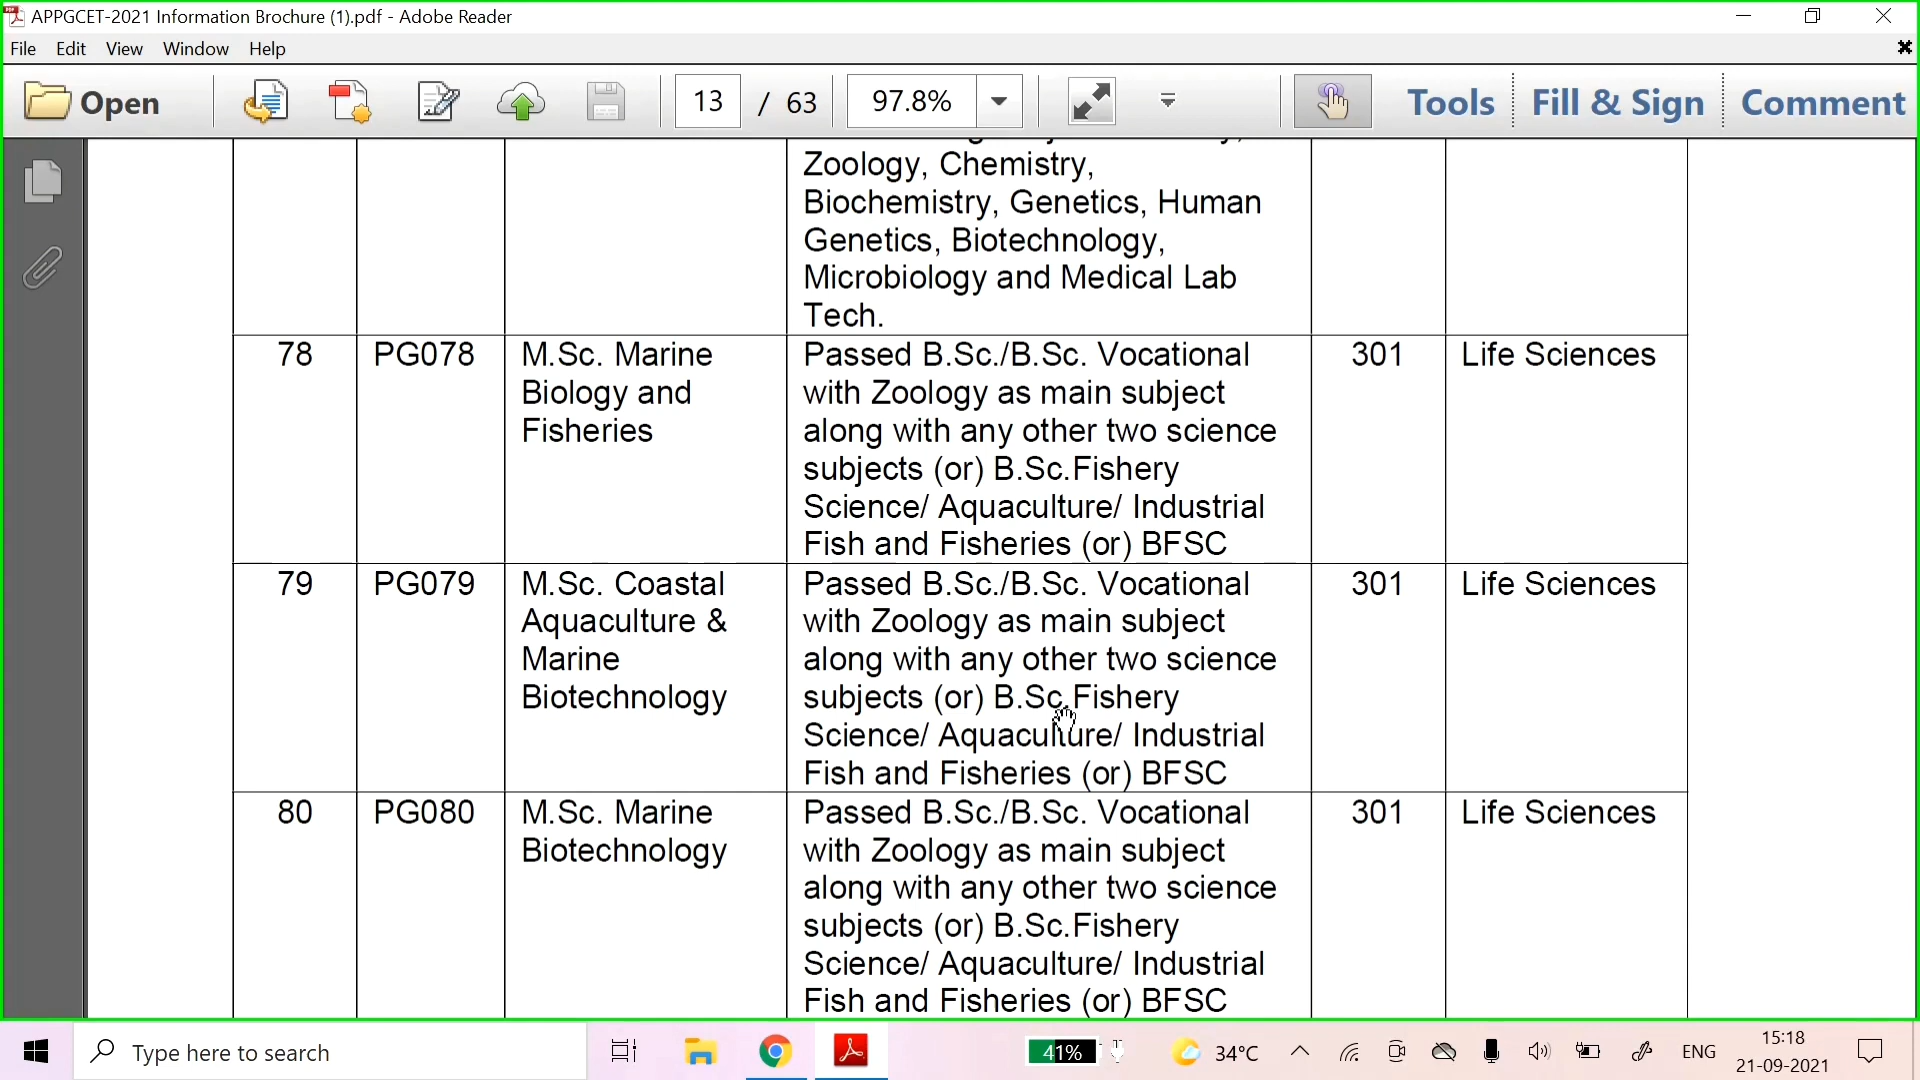 APPGCET-2021 Information Brochure (1).pdf - Adobe Reader
File Edit View Window Help
Open 13 / 63 97.8% Tools Fill & Sign Comment
Zoology, Chemistry,
Biochemistry, Genetics, Human
Genetics, Biotechnology,
Microbiology and Medical Lab
Tech.
78 PG078 M.Sc. Marine Passed B.Sc./B.Sc. Vocational 301 Life Sciences
Biology and with Zoology as main subject
Fisheries along with any other two science
subjects (or) B.Sc.Fishery
Science/ Aquaculture/ Industrial
Fish and Fisheries (or) BFSC
79 PG079 M.Sc. Coastal Passed B.Sc./B.Sc. Vocational 301 Life Sciences
Aquaculture & with Zoology as main subject
Marine along with any other two science
Biotechnology subjects (or) B.Sc.Fishery
Science/ Aquaculture/ Industrial
Fish and Fisheries (or) BFSC
80 PG080 M.Sc. Marine Passed B.Sc./B.Sc. Vocational 301 Life Sciences
Biotechnology with Zoology as main subject
along with any other two science
subjects (or) B.Sc.Fishery
Science/ Aquaculture/ Industrial
Fish and Fisheries (or) BFSC
Type here to search 41% 34°C ENG 15:18
21-09-2021